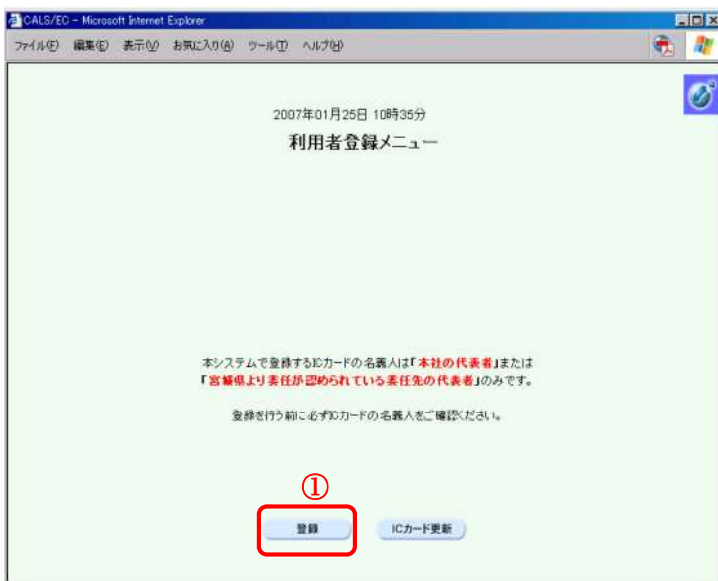 CALS/EC - Microsoft Internet Explorer
ファイル(F) 編集(E) 表示(V) お気に入り(A) ツール(T) ヘルプ(H)
2007年01月25日 10時35分
利用者登録メニュー
本システムで登録するICカードの名義人は「本社の代表者」または
「宮城県より委任が認められている委任先の代表者」のみです。
登録を行う前に必ずICカードの名義人をご確認ください。
①
登録 ICカード更新